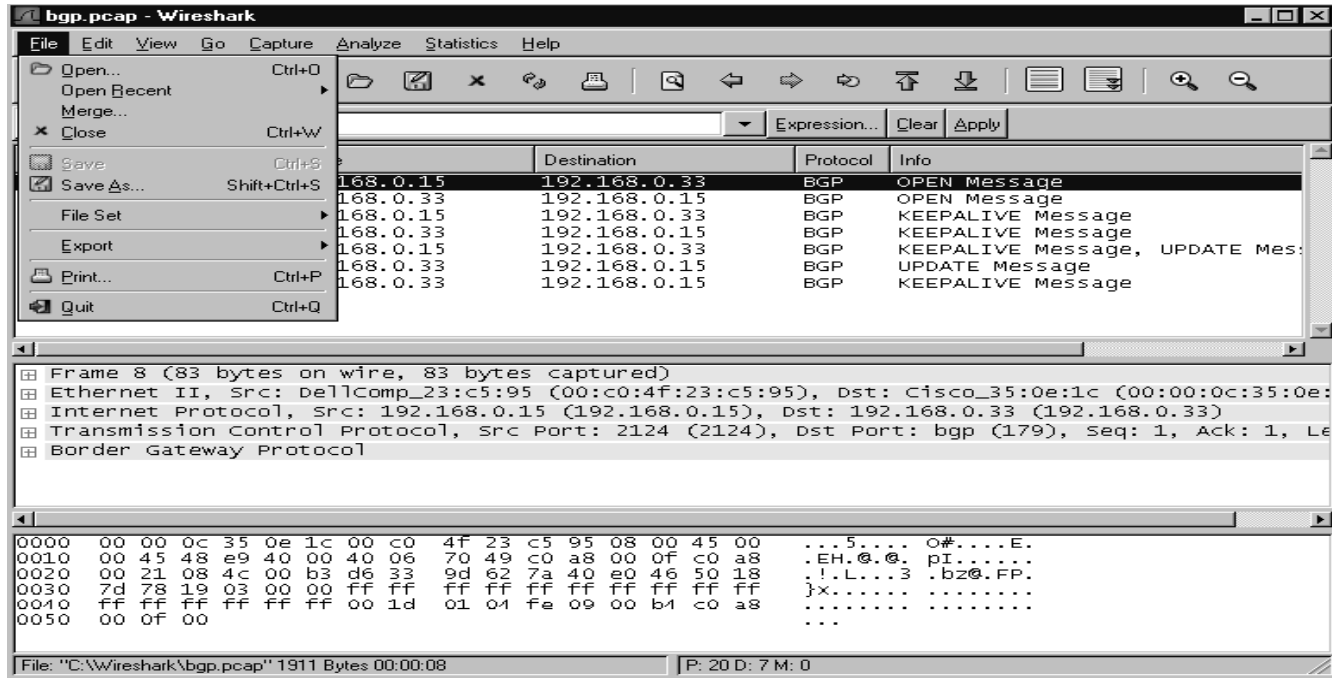 bgp.pcap - Wireshark
File Edit View Go Capture Analyze Statistics Help
Open... Ctrl+O
Open Recent
Merge...
Close Ctrl+W
Save Ctrl+S
Save As... Shift+Ctrl+S
File Set
Export
Print... Ctrl+P
Quit Ctrl+Q
Expression... Clear Apply
Destination Protocol Info
168.0.15 192.168.0.33 BGP OPEN Message
168.0.33 192.168.0.15 BGP OPEN Message
168.0.15 192.168.0.33 BGP KEEPALIVE Message
168.0.33 192.168.0.15 BGP KEEPALIVE Message
168.0.15 192.168.0.33 BGP KEEPALIVE Message, UPDATE Mes
168.0.33 192.168.0.15 BGP UPDATE Message
168.0.33 192.168.0.15 BGP KEEPALIVE Message
Frame 8 (83 bytes on wire, 83 bytes captured)
Ethernet II, Src: DellComp_23:c5:95 (00:c0:4f:23:c5:95), Dst: Cisco_35:0e:1c (00:00:0c:35:0e:
Internet Protocol, Src: 192.168.0.15 (192.168.0.15), Dst: 192.168.0.33 (192.168.0.33)
Transmission Control Protocol, Src Port: 2124 (2124), Dst Port: bgp (179), Seq: 1, Ack: 1, Le
Border Gateway Protocol
0000 00 00 0c 35 0e 1c 00 c0 4f 23 c5 95 08 00 45 00 ...5.... O#....E.
0010 00 45 48 e9 40 00 40 06 70 49 c0 a8 00 0f c0 a8 .EH.@.@. pI......
0020 00 21 08 4c 00 b3 d6 33 9d 62 7a 40 e0 46 50 18 .!.L...3 .bz@.FP.
0030 7d 78 19 03 00 00 ff ff ff ff ff ff ff ff ff ff }x...... ........
0040 ff ff ff ff ff ff 00 1d 01 04 fe 09 00 b4 c0 a8 ........ ........
0050 00 0f 00 ...
File: "C:\Wireshark\bgp.pcap" 1911 Bytes 00:00:08 P: 20 D: 7 M: 0